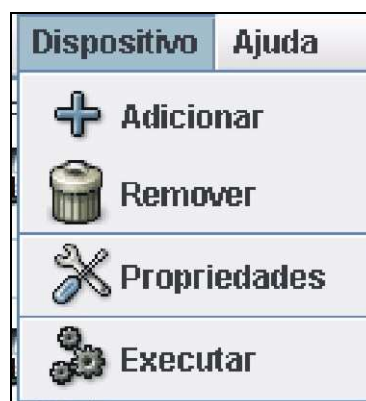 Dispositivo Ajuda
Adicionar
Remover
Propriedades
Executar